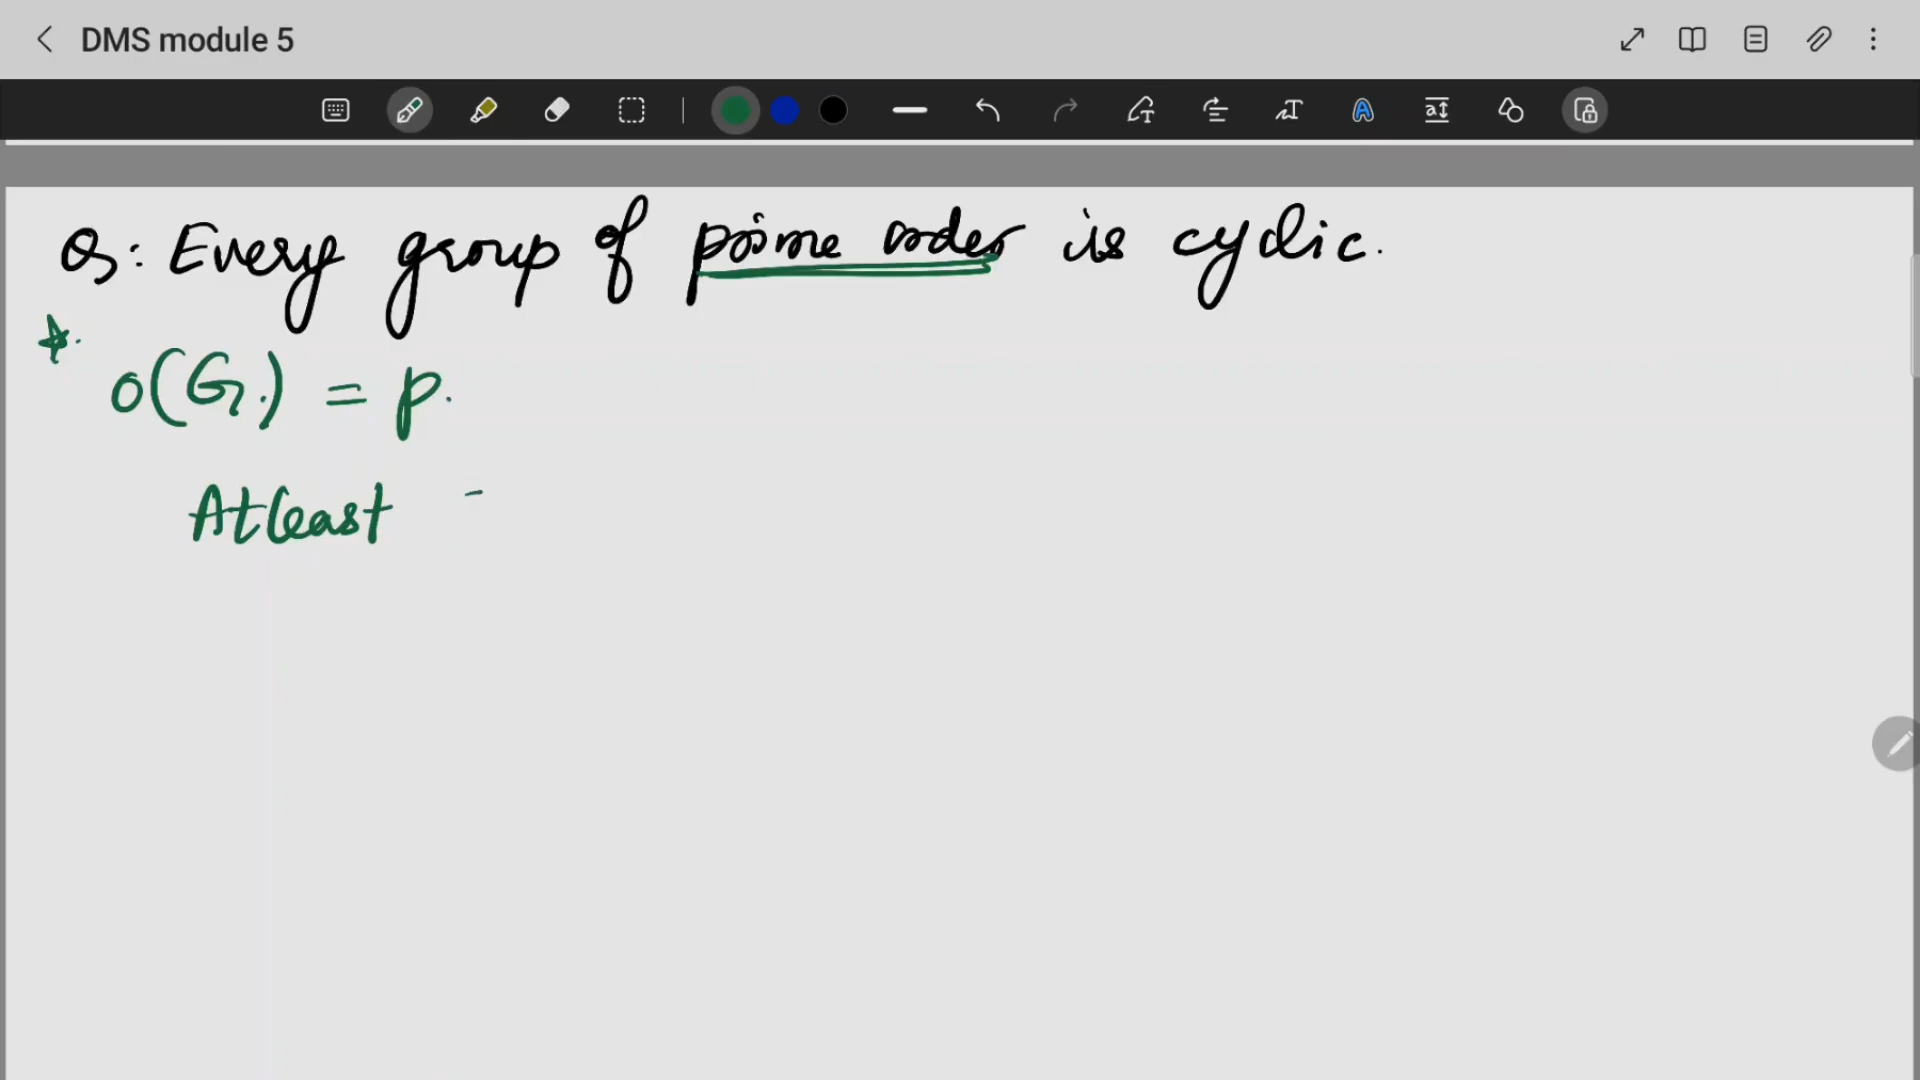 DMS module 5
Q: Every group of prime order is cyclic.
o(G.) = p.
Atleast